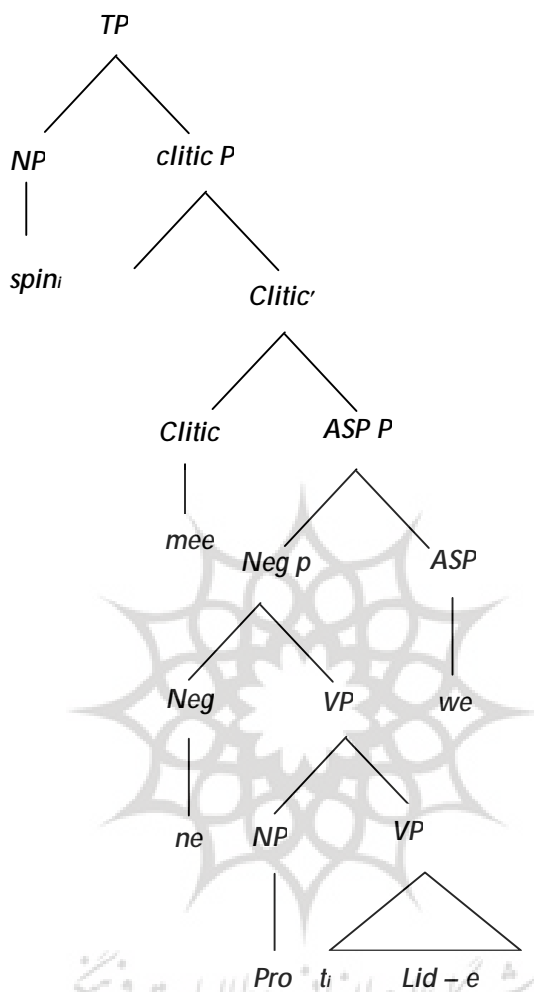 TP
NP clitic P
spini
Clitic′
Clitic ASP P
mee Neg p ASP
Neg VP we
ne NP VP
Pro ti Lid – e